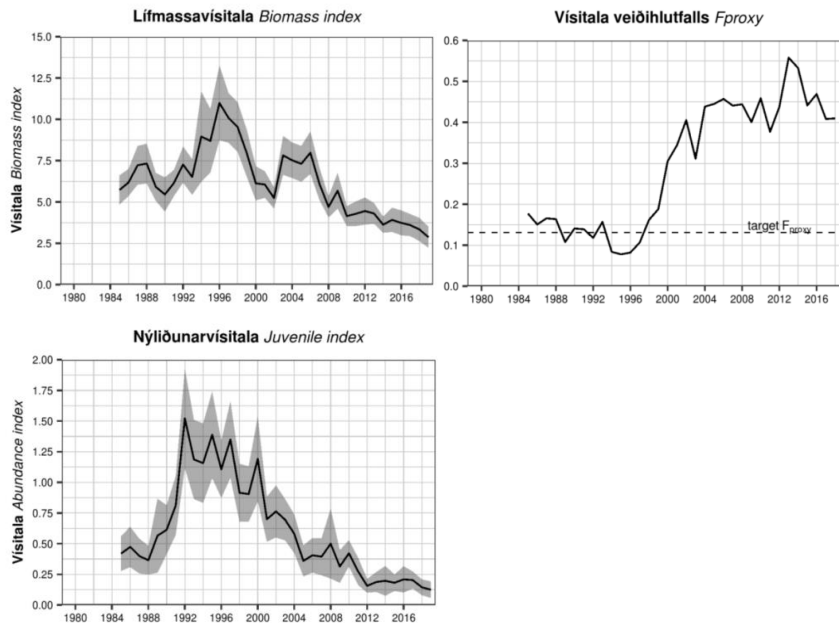 Lífmassavísitala Biomass index
Vísitala Biomass index
15.0
12.5
10.0
7.5
5.0
2.5
0.0
1980 1984 1988 1992 1996 2000 2004 2008 2012 2016
Vísitala veiðihlutfalls Fproxy
0.6
0.5
0.4
0.3
0.2
0.1
0.0
target Fproxy
1980 1984 1988 1992 1996 2000 2004 2008 2012 2016
Nýliðunarvísitala Juvenile index
Vísitala Abundance index
2.00
1.75
1.50
1.25
1.00
0.75
0.50
0.25
0.00
1980 1984 1988 1992 1996 2000 2004 2008 2012 2016